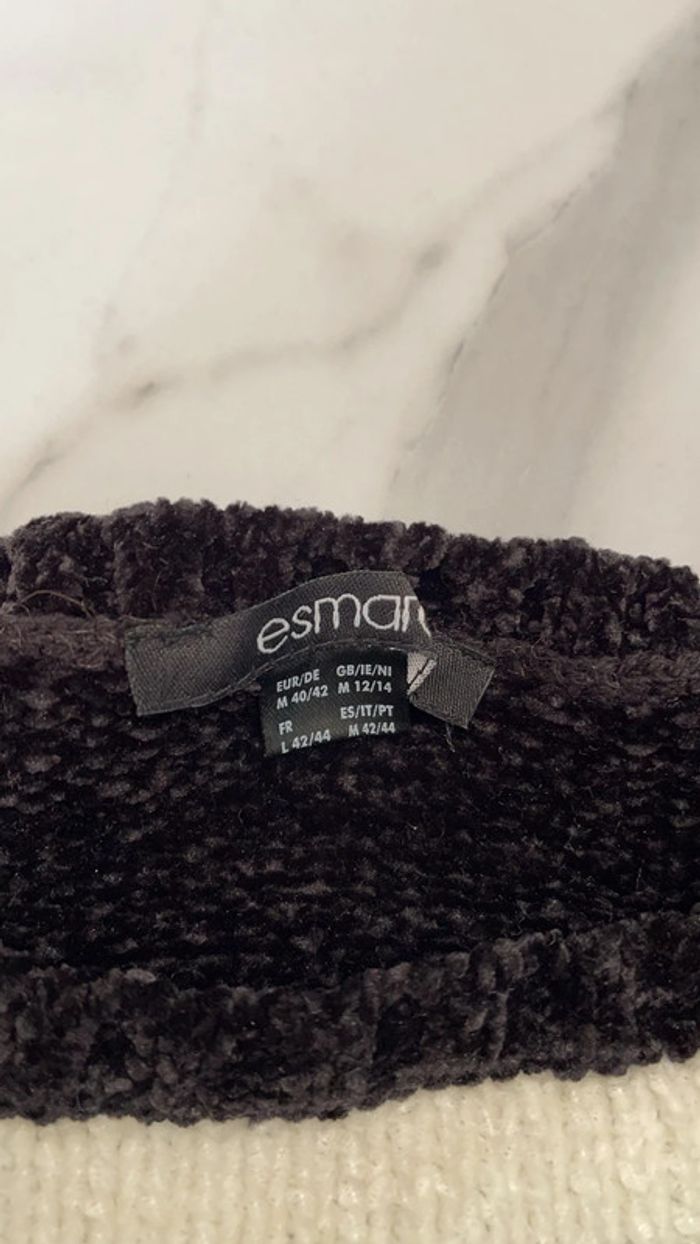 esmar
EUR/DE GB/IE/NI
M 40/42 M 12/14
FR ES/IT/PT
L 42/44 M 42/44